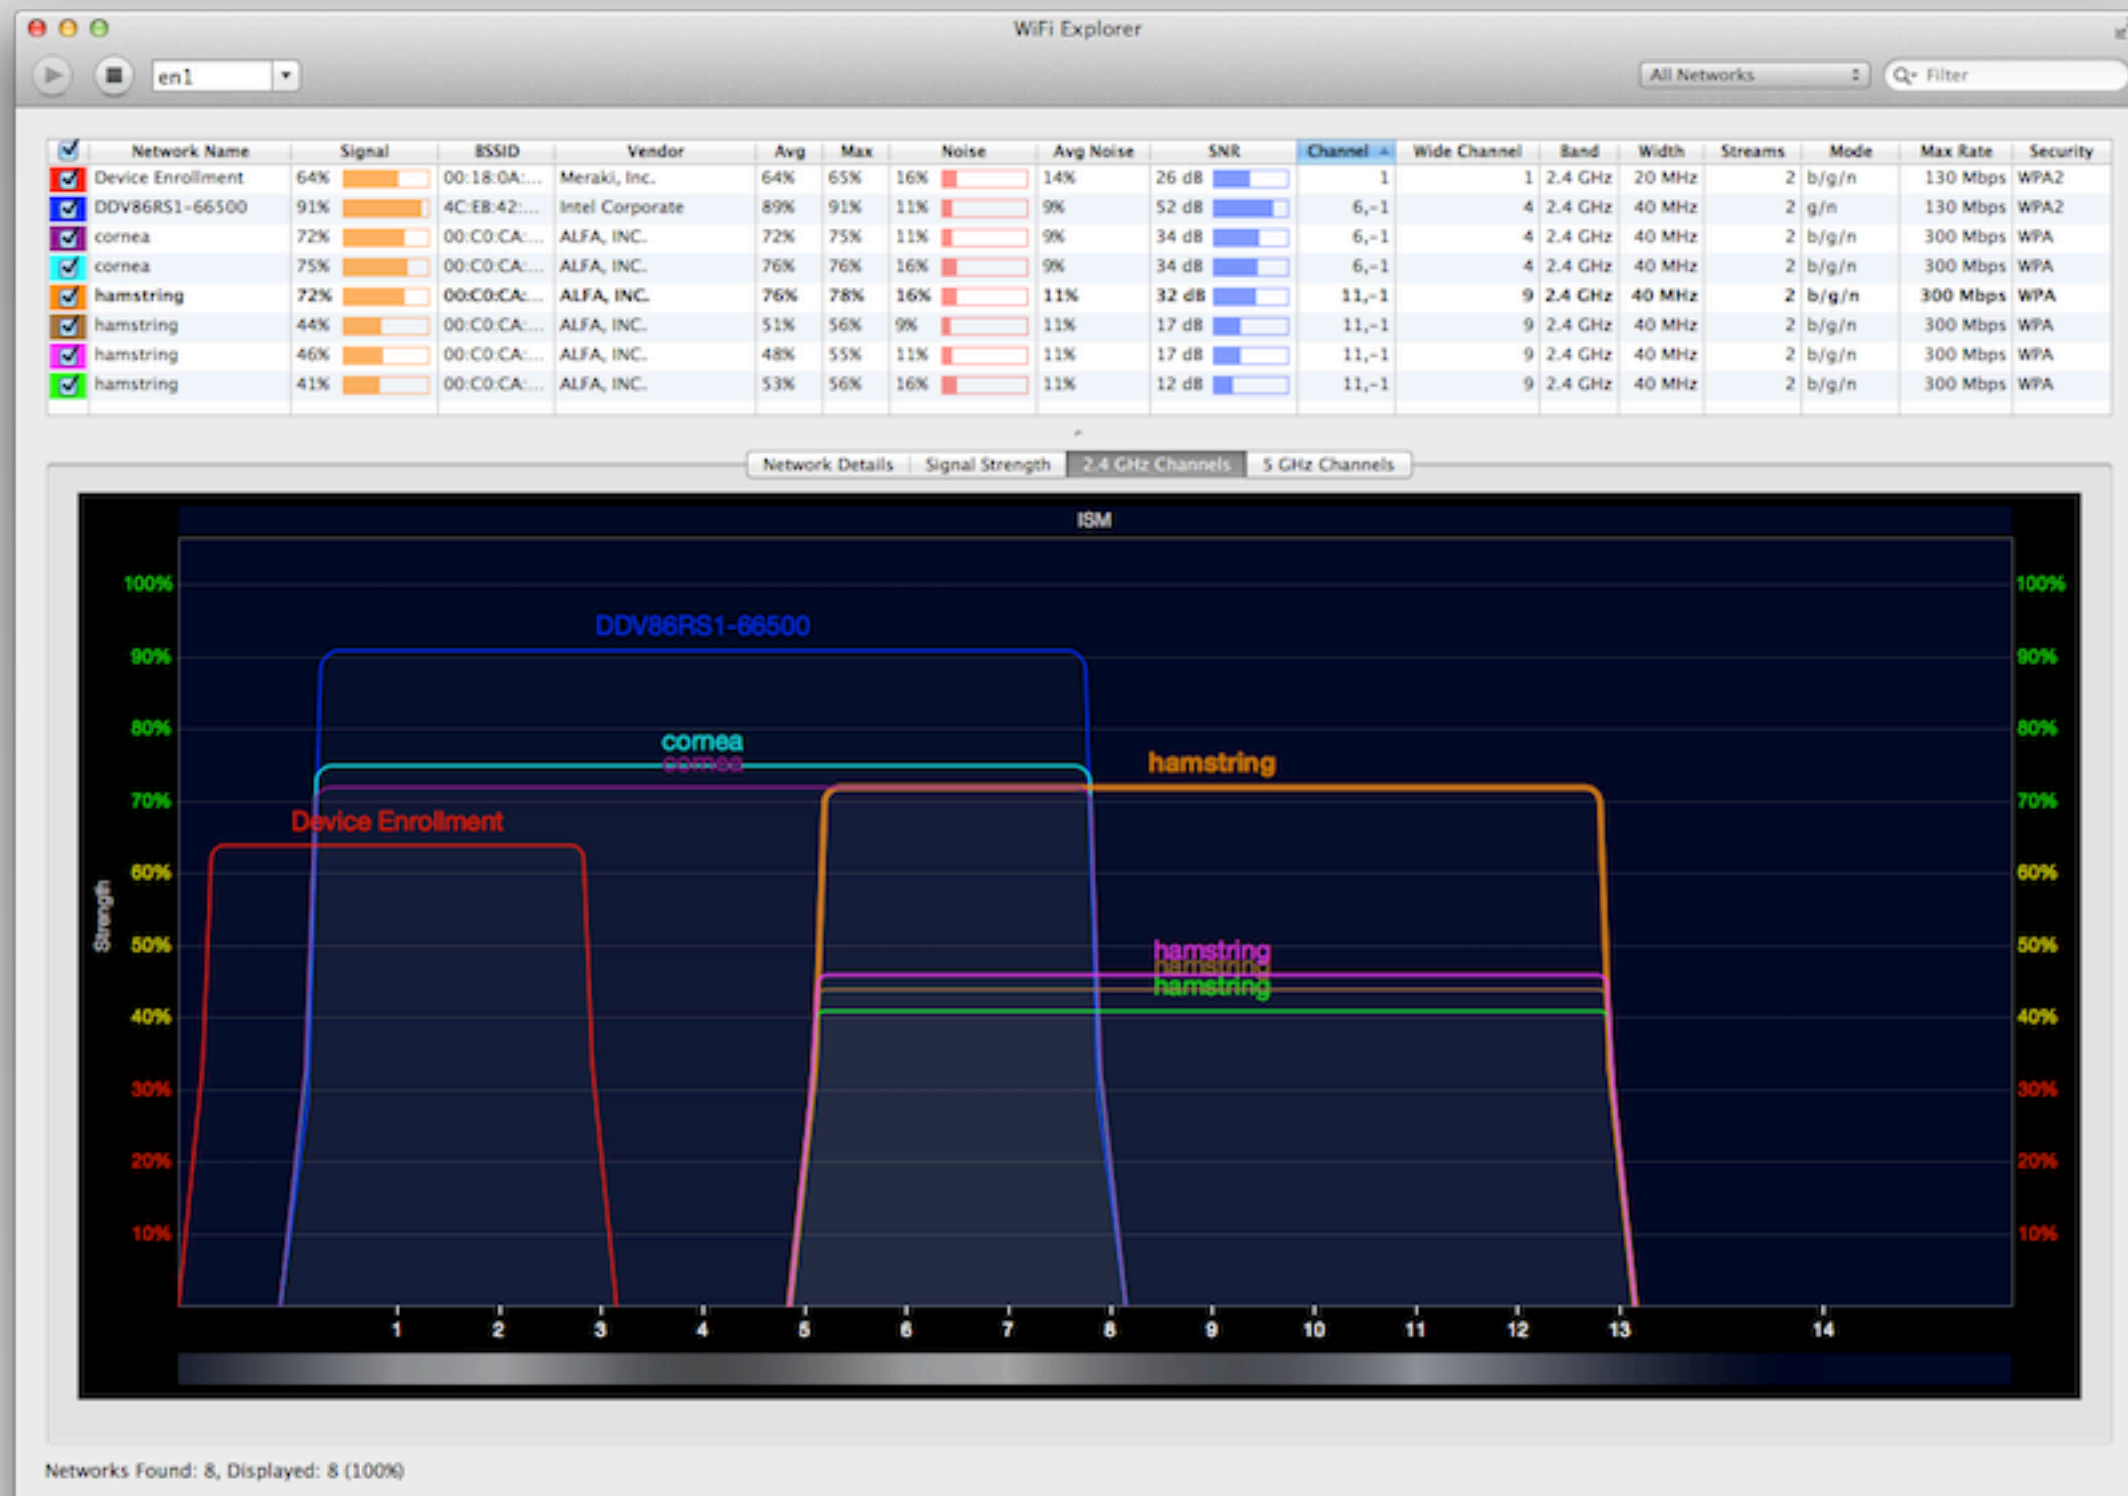 WiFi Explorer
en1
All Networks
Filter
Network Name Signal BSSID Vendor Avg Max Noise Avg Noise SNR Channel Wide Channel Band Width Streams Mode Max Rate Security
Device Enrollment 64% 00:18:0A:... Meraki, Inc. 64% 65% 16% 14% 26 dB 1 1 2.4 GHz 20 MHz 2 b/g/n 130 Mbps WPA2
DDV86RS1-66500 91% 4C:EB:42:... Intel Corporate 89% 91% 11% 9% 52 dB 6,-1 4 2.4 GHz 40 MHz 2 g/n 130 Mbps WPA2
cornea 72% 00:C0:CA:... ALFA, INC. 72% 75% 11% 9% 34 dB 6,-1 4 2.4 GHz 40 MHz 2 b/g/n 300 Mbps WPA
cornea 75% 00:C0:CA:... ALFA, INC. 76% 76% 16% 9% 34 dB 6,-1 4 2.4 GHz 40 MHz 2 b/g/n 300 Mbps WPA
hamstring 72% 00:C0:CA:... ALFA, INC. 76% 78% 16% 11% 32 dB 11,-1 9 2.4 GHz 40 MHz 2 b/g/n 300 Mbps WPA
hamstring 44% 00:C0:CA:... ALFA, INC. 51% 56% 9% 11% 17 dB 11,-1 9 2.4 GHz 40 MHz 2 b/g/n 300 Mbps WPA
hamstring 46% 00:C0:CA:... ALFA, INC. 48% 55% 11% 11% 17 dB 11,-1 9 2.4 GHz 40 MHz 2 b/g/n 300 Mbps WPA
hamstring 41% 00:C0:CA:... ALFA, INC. 53% 56% 16% 11% 12 dB 11,-1 9 2.4 GHz 40 MHz 2 b/g/n 300 Mbps WPA
Network Details Signal Strength 2.4 GHz Channels 5 GHz Channels
ISM
100% 100%
DDV86RS1-66500
90% 90%
80% 80%
cornea
cornea
hamstring
70% 70%
Device Enrollment
60% 60%
Strength
50% 50%
hamstring
hamstring
hamstring
40% 40%
30% 30%
20% 20%
10% 10%
1 2 3 4 5 6 7 8 9 10 11 12 13 14
Networks Found: 8, Displayed: 8 (100%)